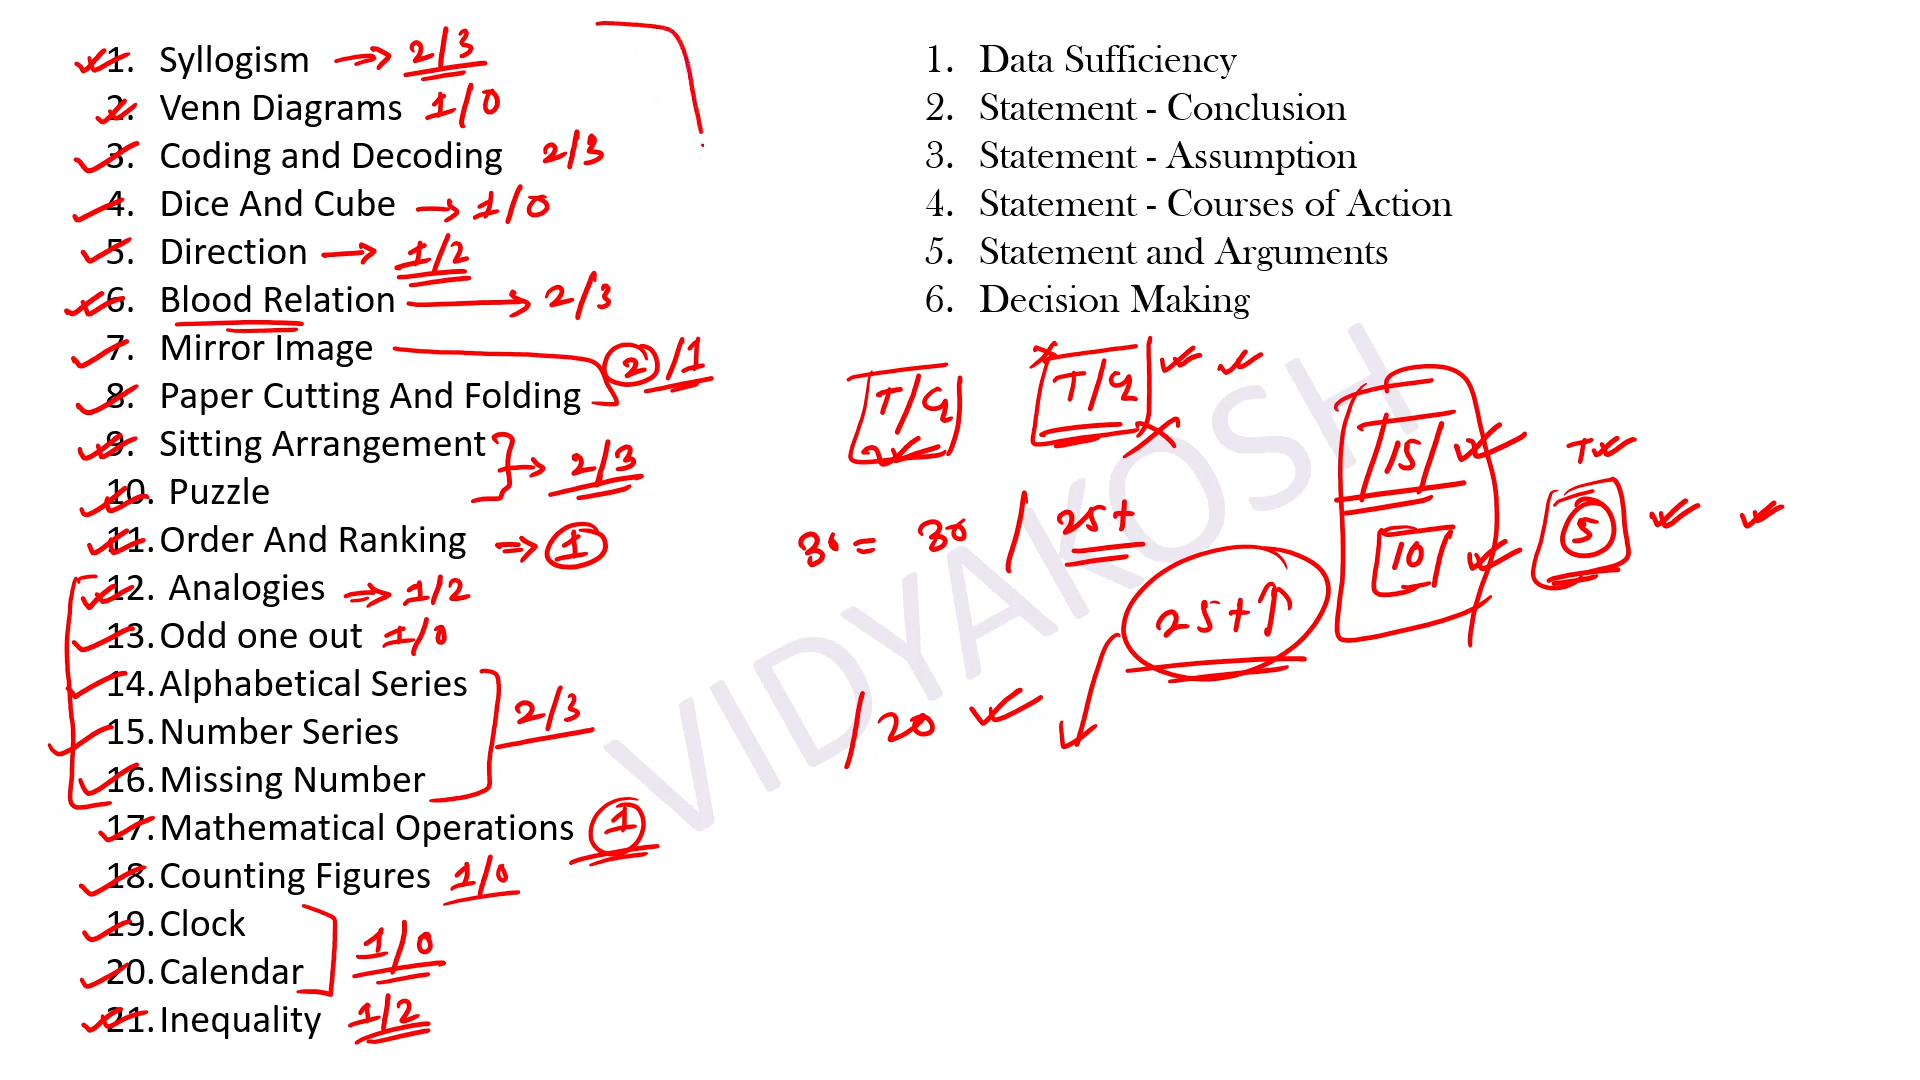 1. Syllogism → 2/3
2. Venn Diagrams 1/0
3. Coding and Decoding 2/3
4. Dice And Cube → 1/0
5. Direction → 1/2
6. Blood Relation → 2/3
7. Mirror Image
2/1
8. Paper Cutting And Folding
9. Sitting Arrangement
→ 2/3
10. Puzzle
11. Order And Ranking ⇒ 1
12. Analogies ⇒ 1/2
13. Odd one out 1/0
14. Alphabetical Series
2/3
15. Number Series
16. Missing Number
17. Mathematical Operations 1
18. Counting Figures 1/0
19. Clock
1/0
20. Calendar
21. Inequality 1/2
1. Data Sufficiency
2. Statement - Conclusion
3. Statement - Assumption
4. Statement - Courses of Action
5. Statement and Arguments
6. Decision Making
15
10
5
30 = 30 / 25+
25+↑
/20
VIDYAKOSH